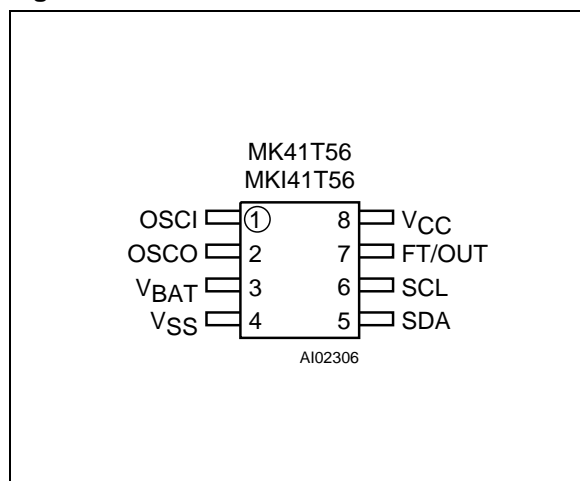 MK41T56
MKI41T56
OSCI 1 8 VCC
OSCO 2 7 FT/OUT
VBAT 3 6 SCL
VSS 4 5 SDA
AI02306